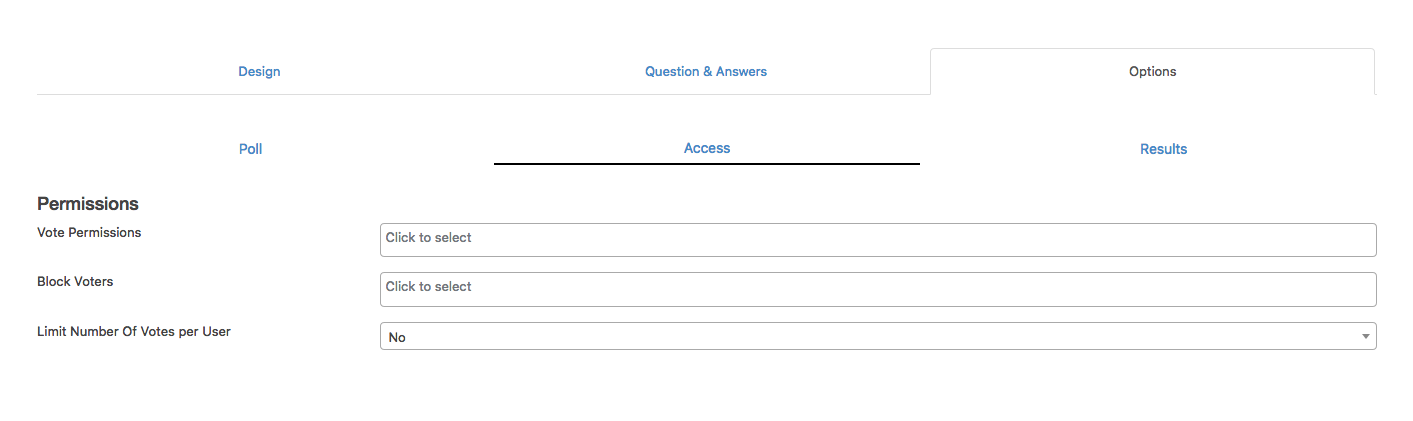 Design
Question & Answers
Options
Poll
Access
Results
Permissions
Vote Permissions
Click to select
Block Voters
Click to select
Limit Number Of Votes per User
No